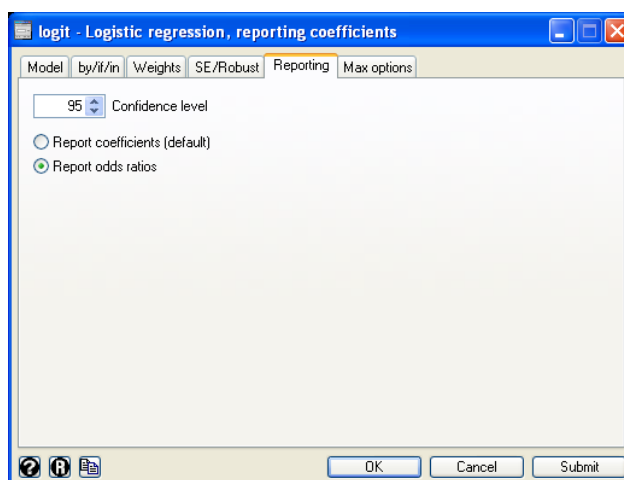 logit - Logistic regression, reporting coefficients
Model by/if/in Weights SE/Robust Reporting Max options
95 Confidence level
Report coefficients (default)
Report odds ratios
? R OK Cancel Submit